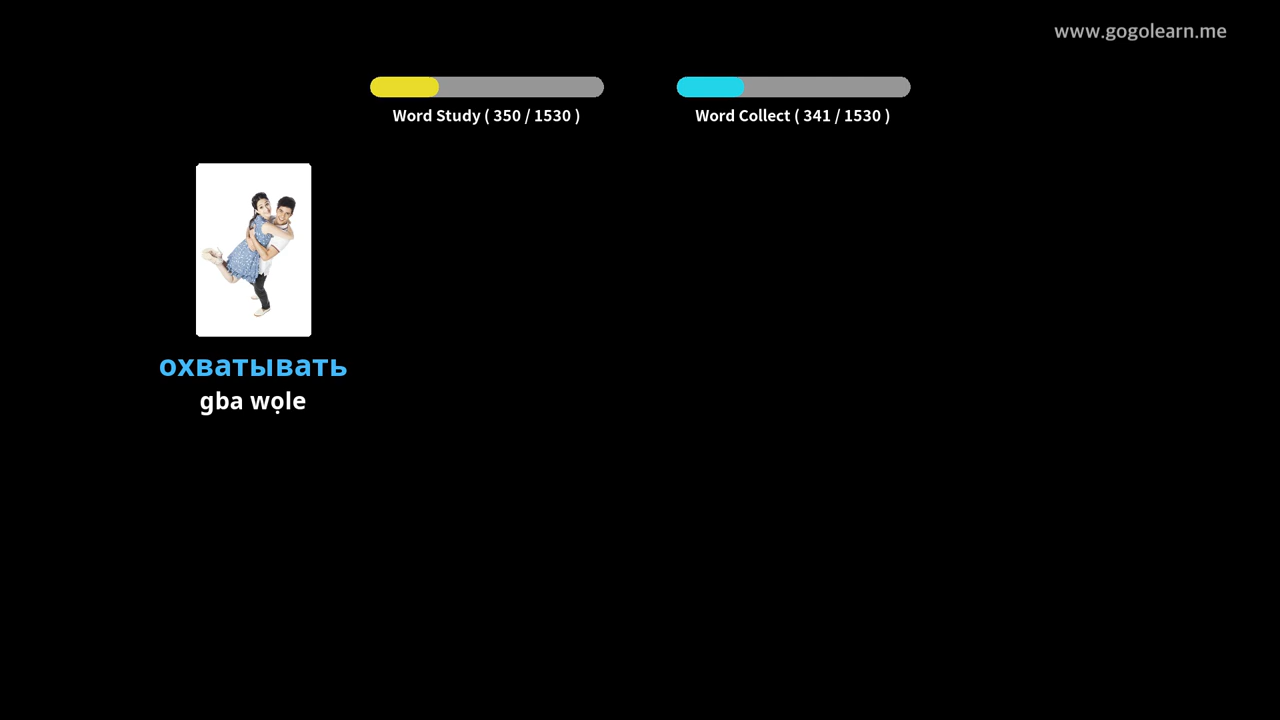 www.gogolearn.me
Word Study ( 350 / 1530 )
Word Collect ( 341 / 1530 )
охватывать
gba wọle